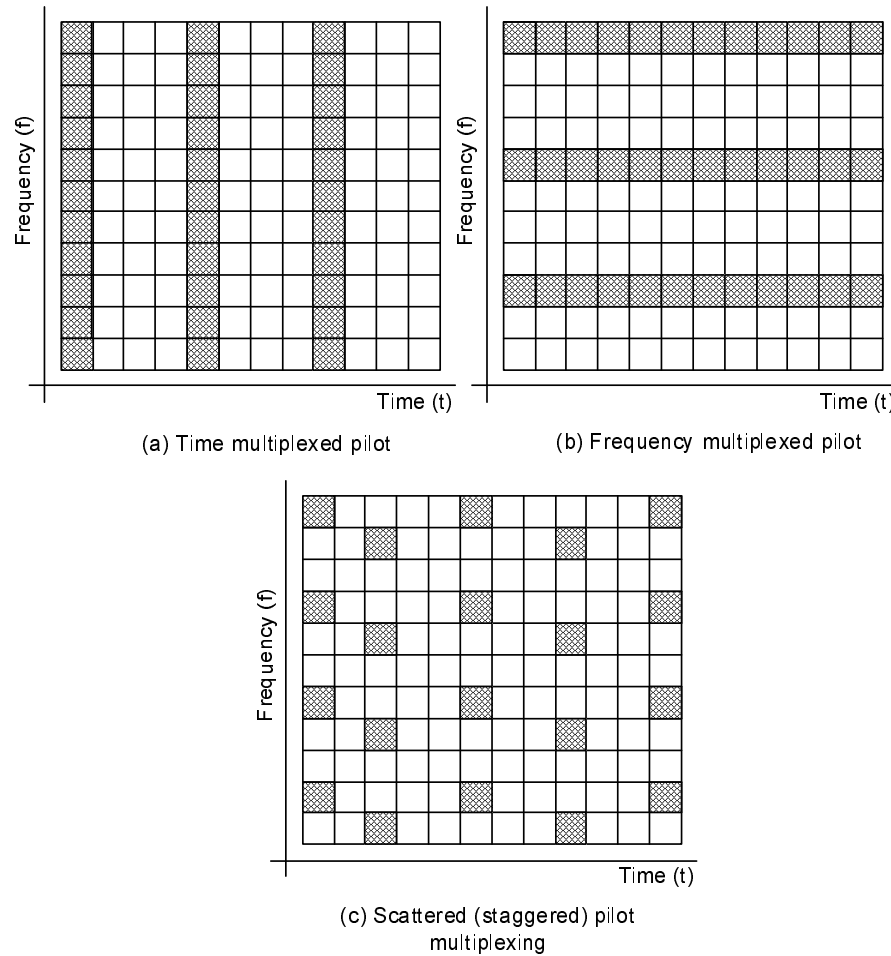 Frequency (f)
Time (t)
(a) Time multiplexed pilot
Frequency (f)
Time (t)
(b) Frequency multiplexed pilot
Frequency (f)
Time (t)
(c) Scattered (staggered) pilot
multiplexing